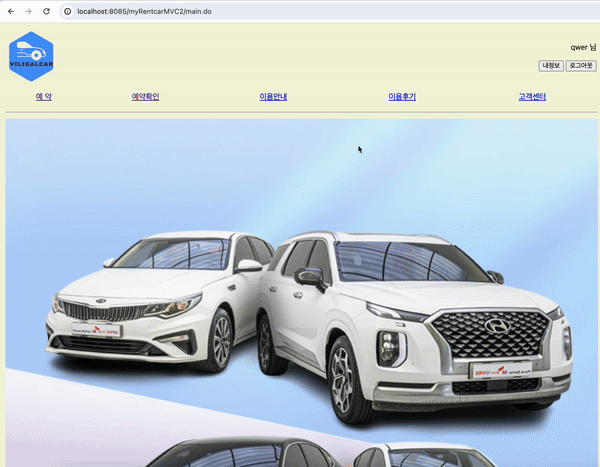 localhost:8085/myRentcarMVC2/main.do
VILIGALCAR
qwer 님
내정보 로그아웃
예 약 예약확인 이용안내 이용후기 고객센터